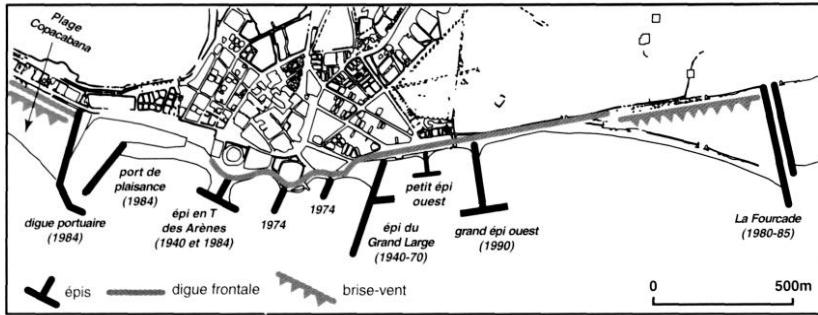 Plage
Copacabana
port de
plaisance
(1984)
digue portuaire
(1984)
épi en T
des Arènes
(1940 et 1984)
1974
1974
épi du
Grand Large
(1940-70)
petit épi
ouest
grand épi ouest
(1990)
La Fourcade
(1980-85)
épis
digue frontale
brise-vent
0
500m